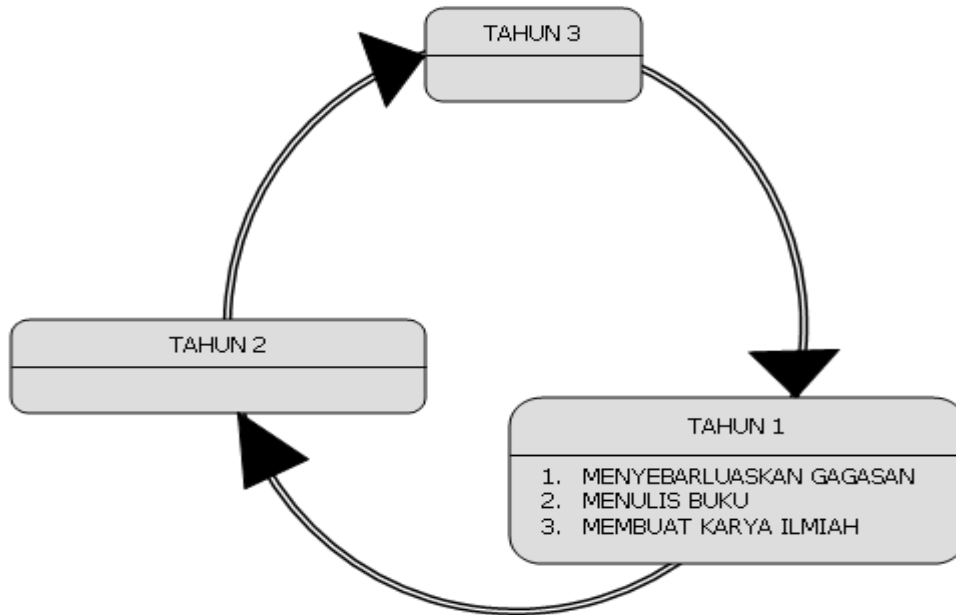 TAHUN 3
TAHUN 2
TAHUN 1
1. MENYEBARLUASKAN GAGASAN
2. MENULIS BUKU
3. MEMBUAT KARYA ILMIAH